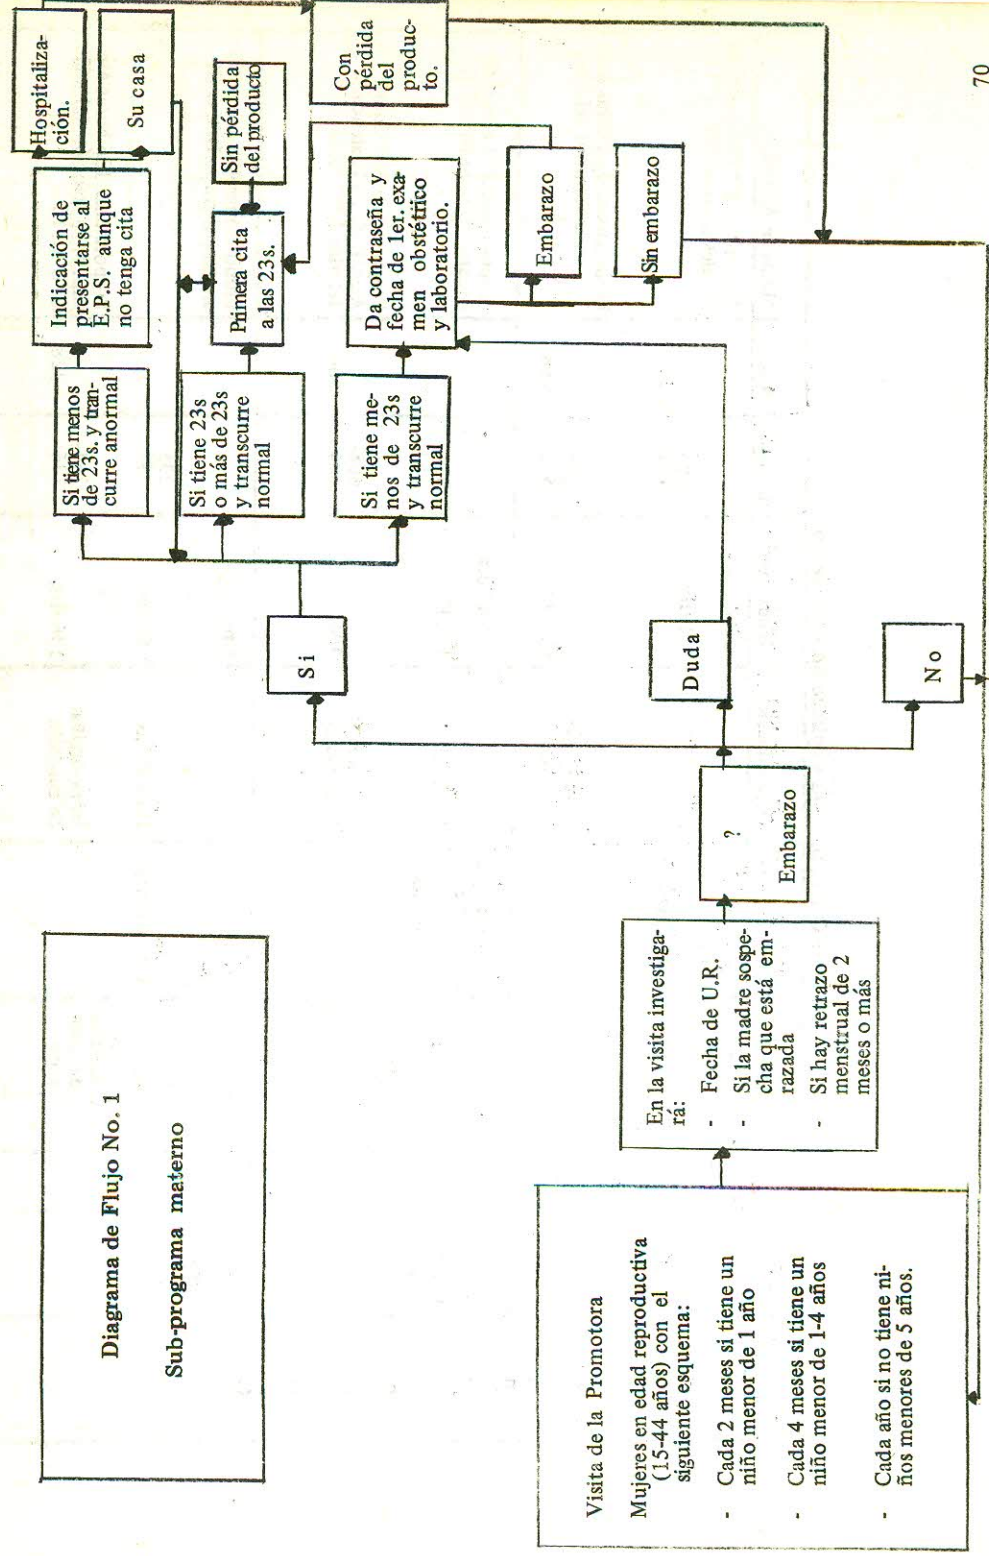 Diagrama de Flujo No. 1
Sub-programa materno
Visita de la Promotora
Mujeres en edad reproductiva
(15-44 años) con el
siguiente esquema:
- Cada 2 meses si tiene un
niño menor de 1 año
- Cada 4 meses si tiene un
niño menor de 1-4 años
- Cada año si no tiene ni-
ños menores de 5 años.
En la visita investiga-
rá:
- Fecha de U.R.
- Si la madre sospe-
cha que está em-
razada
- Si hay retrazo
menstrual de 2
meses o más
?
Embarazo
Si
Duda
No
Si tiene menos
de 23s. y tran-
curre anormal
Si tiene 23s
o más de 23s
y transcurre
normal
Si tiene me-
nos de 23s
y transcurre
normal
Indicación de
presentarse al
E.P.S. aunque
no tenga cita
Primera cita
a las 23s.
Da contraseña y
fecha de 1er. exa-
men obstétrico
y laboratorio.
Hospitaliza-
ción.
Su casa
Sin pérdida
del producto
Con
pérdida
del
produc-
to.
Embarazo
Sin embarazo
70